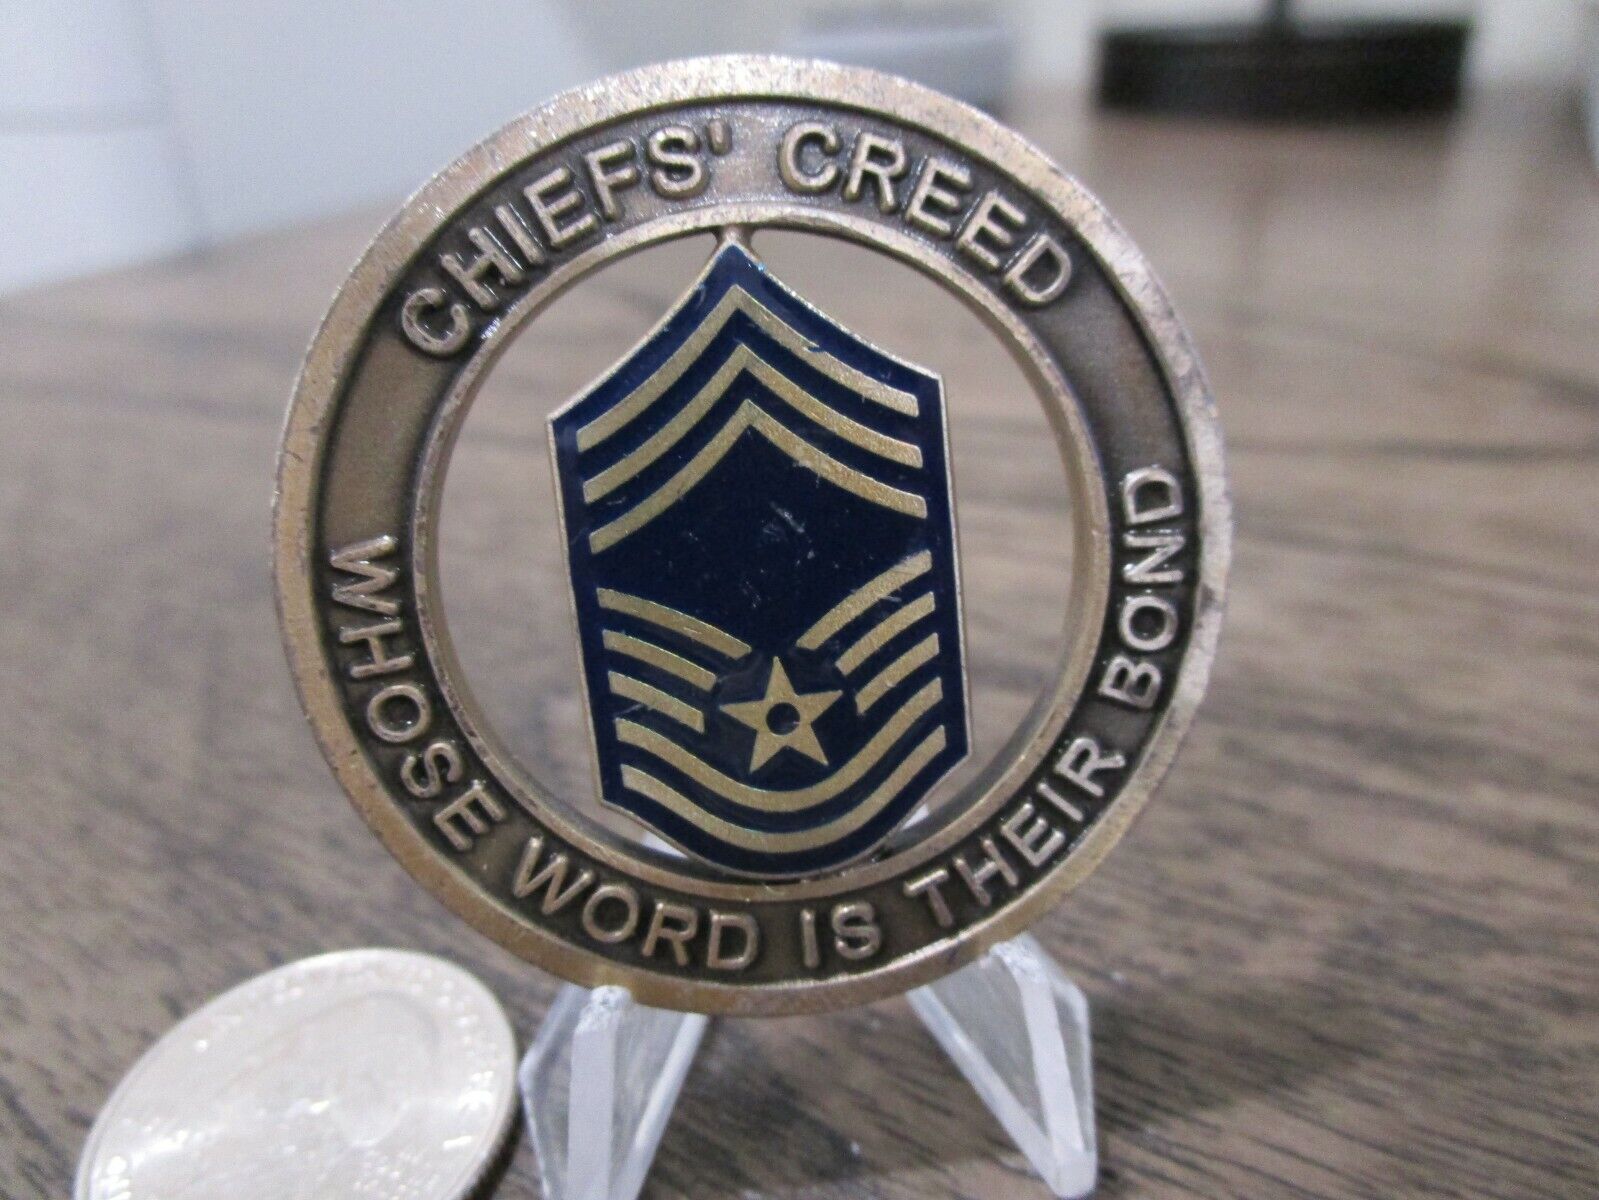 CHIEFS' CREED
WHOSE WORD IS THEIR BOND